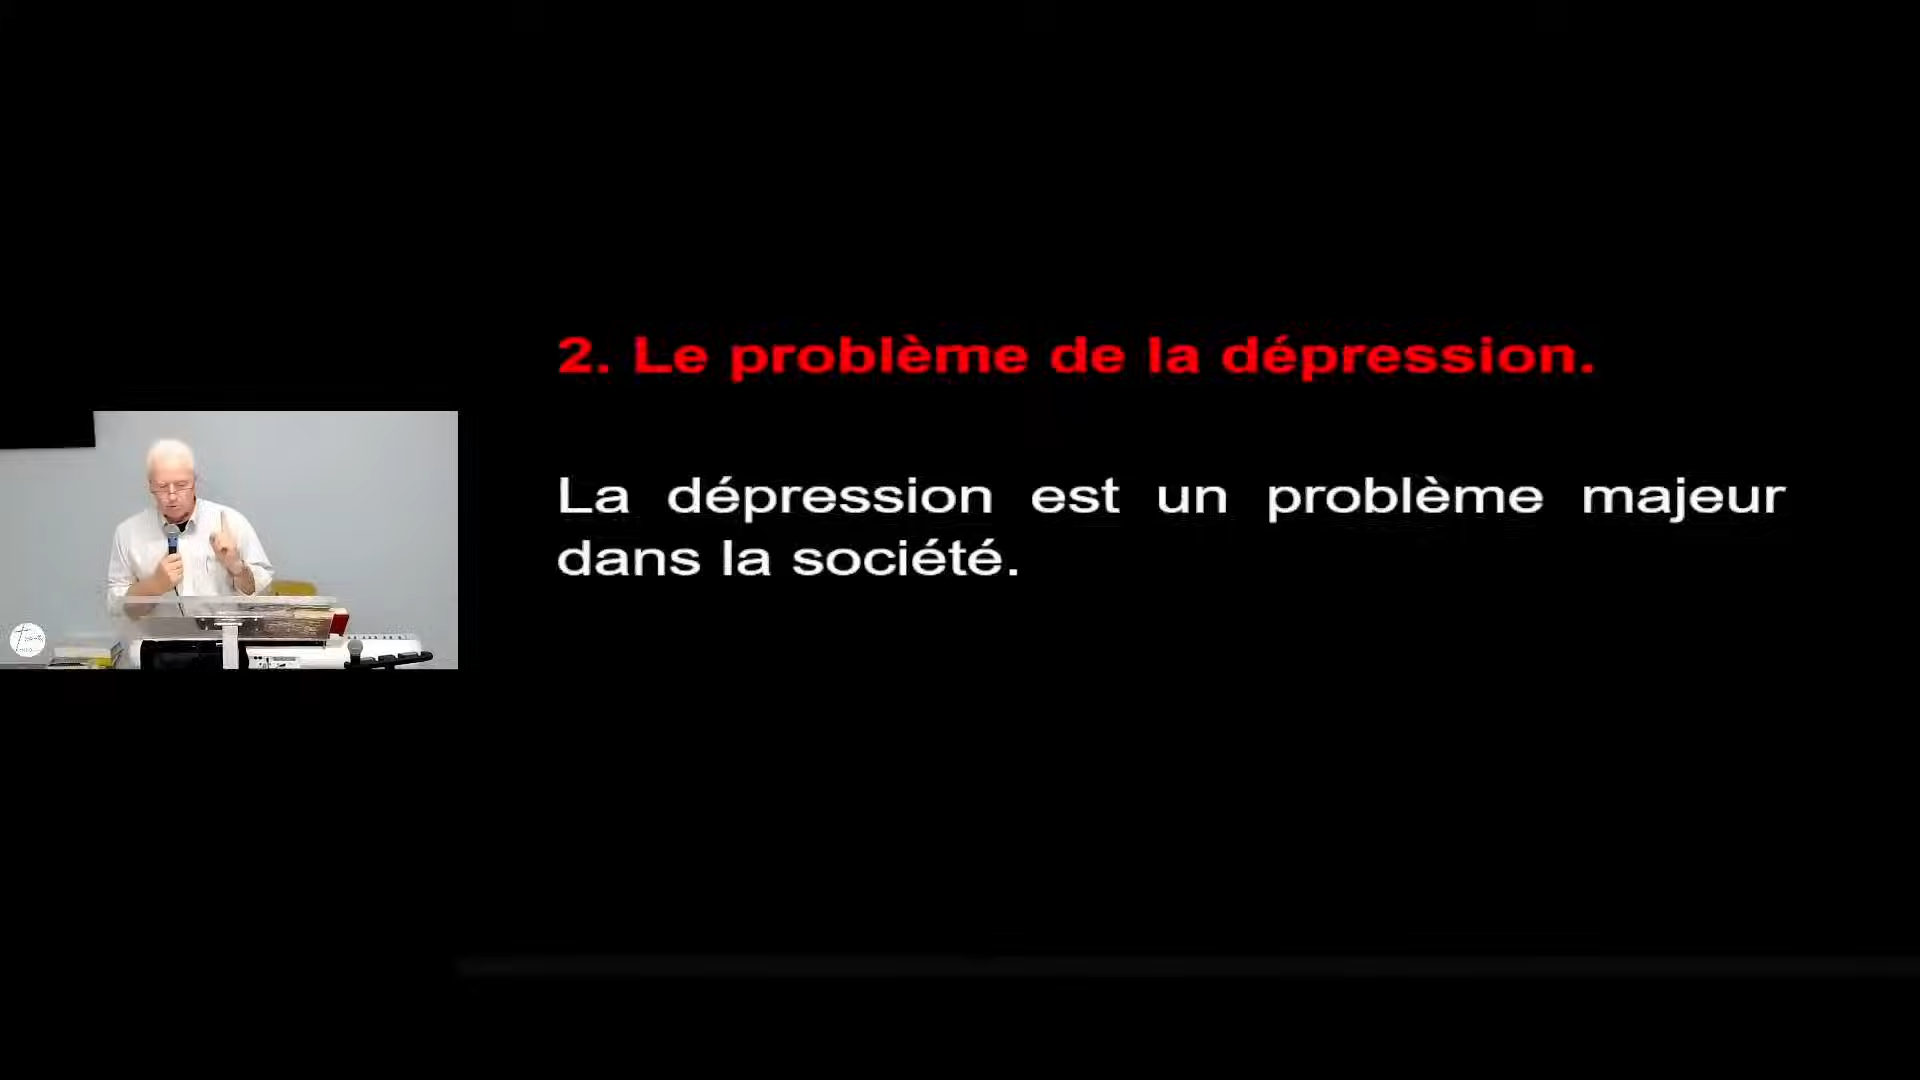 2. Le problème de la dépression.
La dépression est un problème majeur
dans la société.